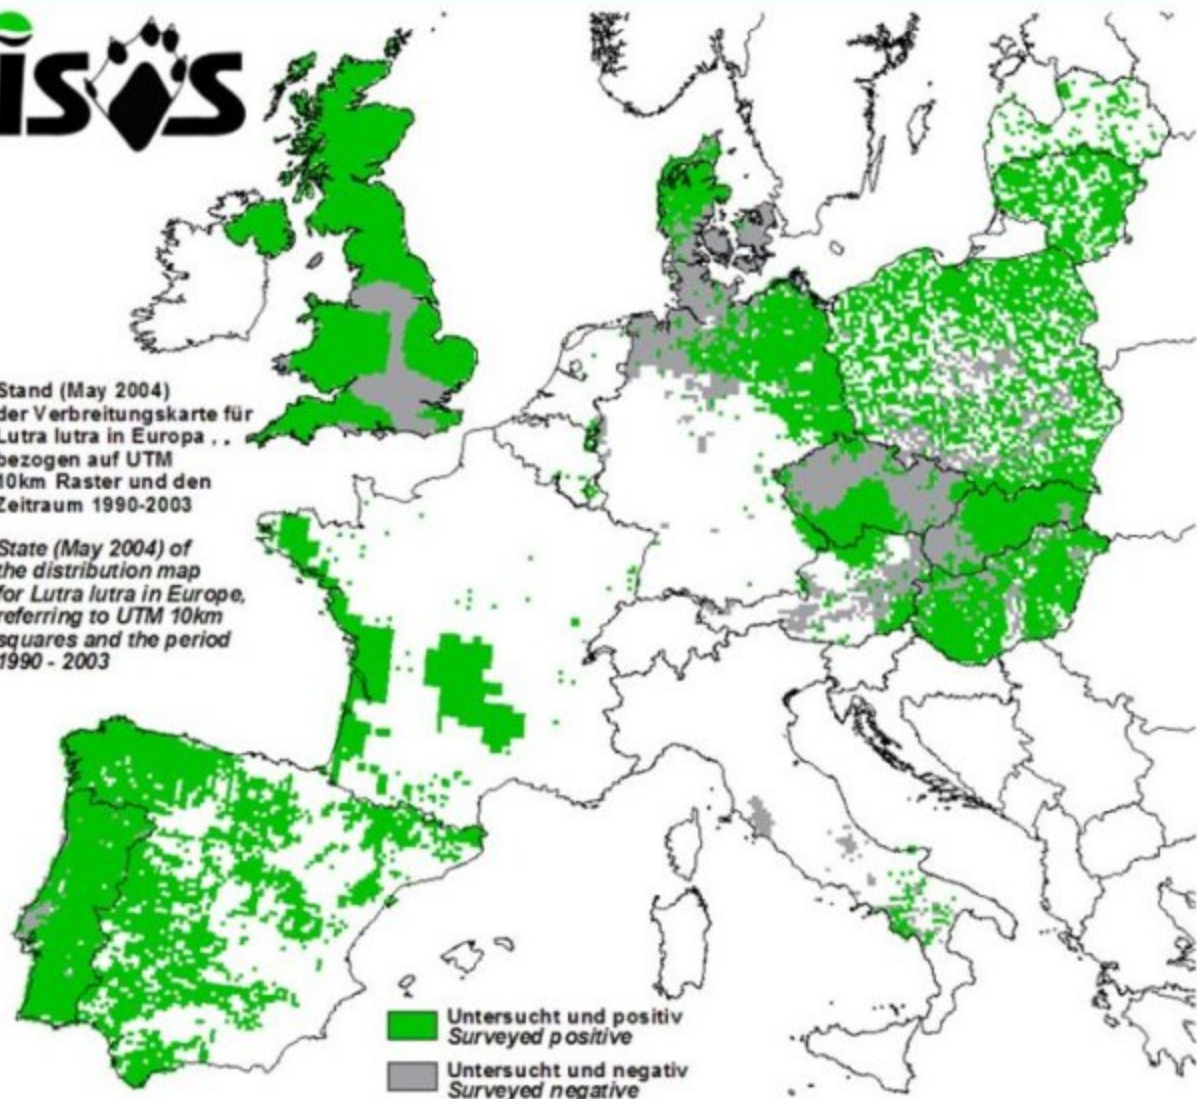 isos
Stand (May 2004)
der Verbreitungskarte für
Lutra lutra in Europa . .
bezogen auf UTM
10km Raster und den
Zeitraum 1990-2003
State (May 2004) of
the distribution map
for Lutra lutra in Europe,
referring to UTM 10km
squares and the period
1990 - 2003
Untersucht und positiv
Surveyed positive
Untersucht und negativ
Surveyed negative